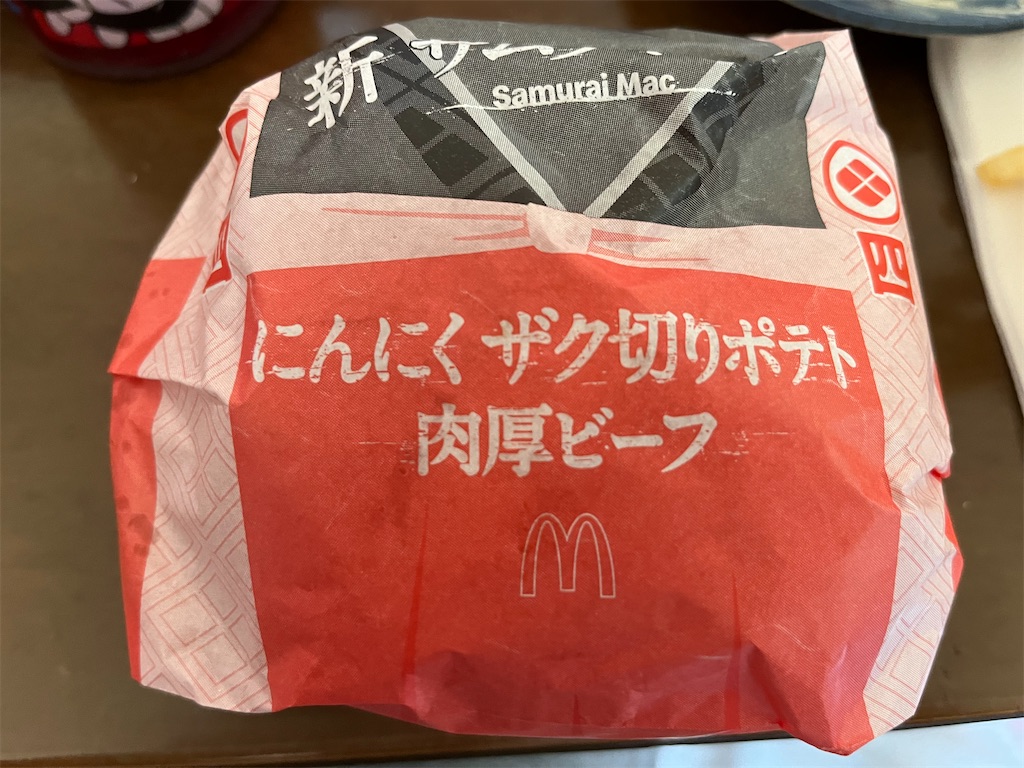 新
Samurai Mac
四
にんにく ザク切りポテト
肉厚ビーフ